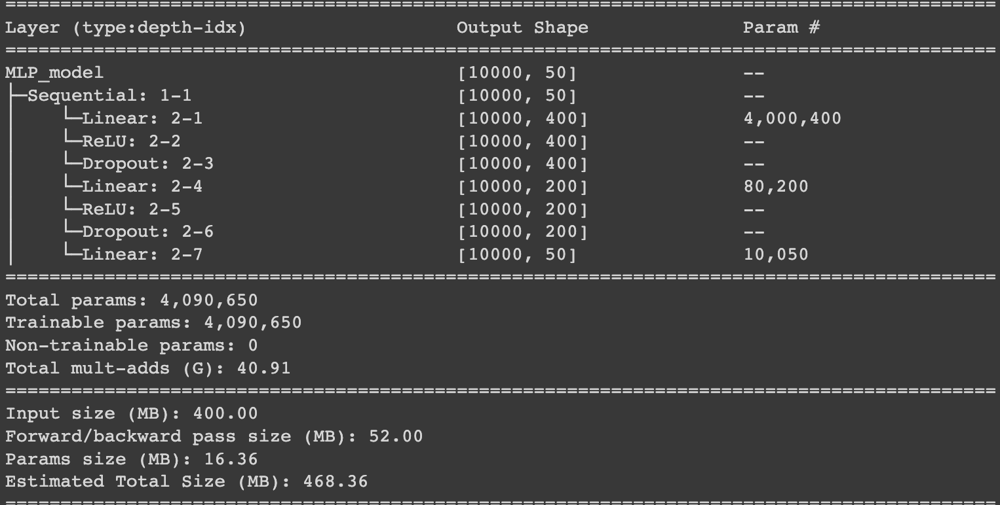 ==========================================================================================
Layer (type:depth-idx)                   Output Shape              Param #
==========================================================================================
MLP_model                                [10000, 50]               --
├─Sequential: 1-1                        [10000, 50]               --
│    └─Linear: 2-1                       [10000, 400]              4,000,400
│    └─ReLU: 2-2                         [10000, 400]              --
│    └─Dropout: 2-3                      [10000, 400]              --
│    └─Linear: 2-4                       [10000, 200]              80,200
│    └─ReLU: 2-5                         [10000, 200]              --
│    └─Dropout: 2-6                      [10000, 200]              --
│    └─Linear: 2-7                       [10000, 50]               10,050
==========================================================================================
Total params: 4,090,650
Trainable params: 4,090,650
Non-trainable params: 0
Total mult-adds (G): 40.91
==========================================================================================
Input size (MB): 400.00
Forward/backward pass size (MB): 52.00
Params size (MB): 16.36
Estimated Total Size (MB): 468.36
==========================================================================================